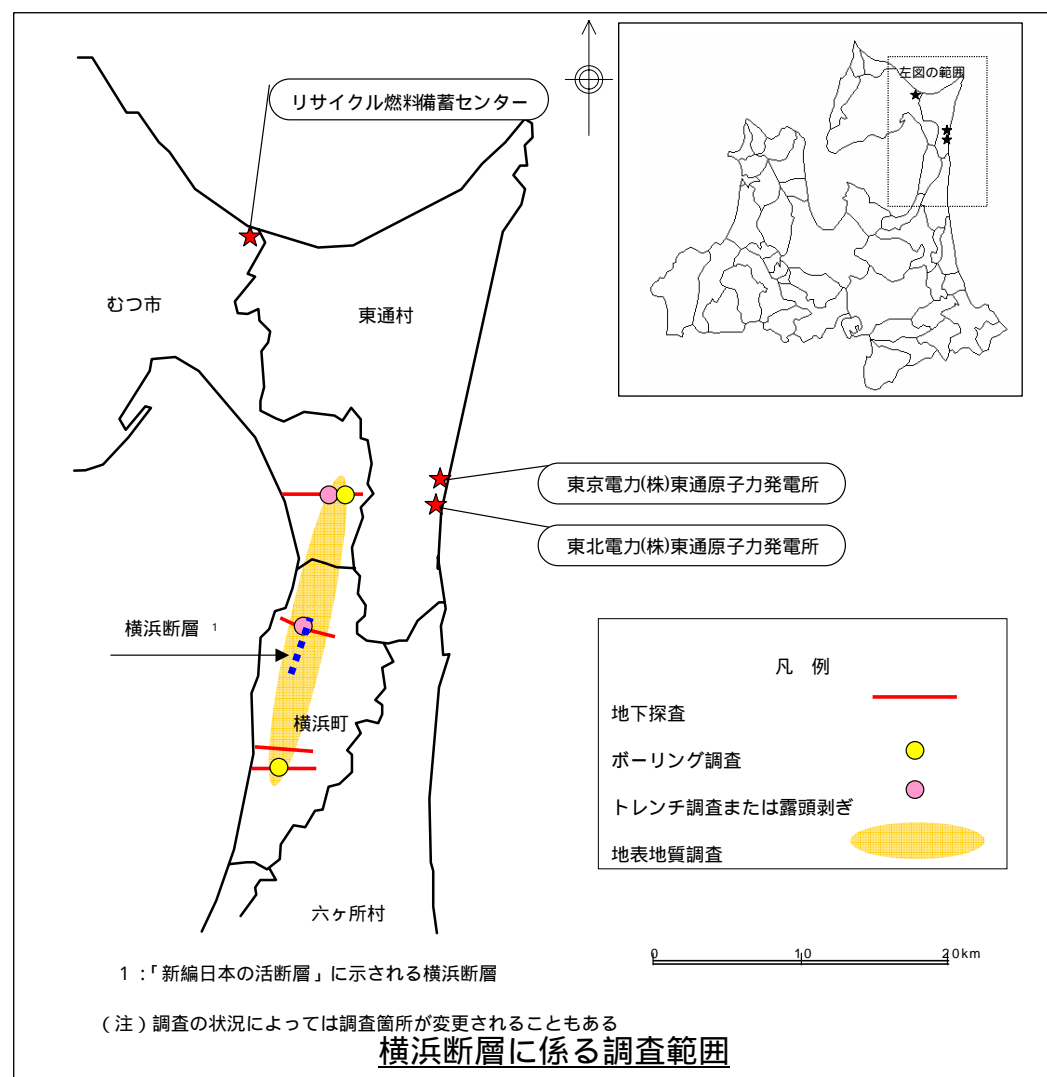 リサイクル燃料備蓄センター
左図の範囲
むつ市
東通村
東京電力(株)東通原子力発電所
東北電力(株)東通原子力発電所
横浜断層 1
横浜町
六ヶ所村
凡 例
地下探査
ボーリング調査
トレンチ調査または露頭剥ぎ
地表地質調査
0 10 20km
1 :「新編日本の活断層」に示される横浜断層
(注)調査の状況によっては調査箇所が変更されることもある
横浜断層に係る調査範囲